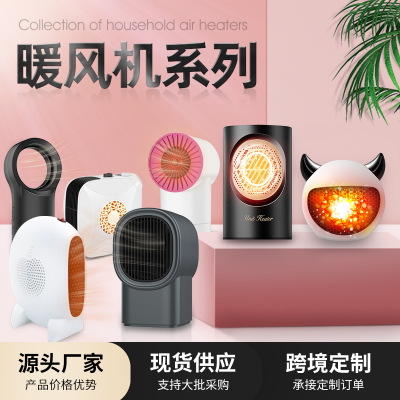 Collection of household air heaters
暖风机系列
源头厂家
产品价格优势
现货供应
支持大批采购
跨境定制
承接定制订单